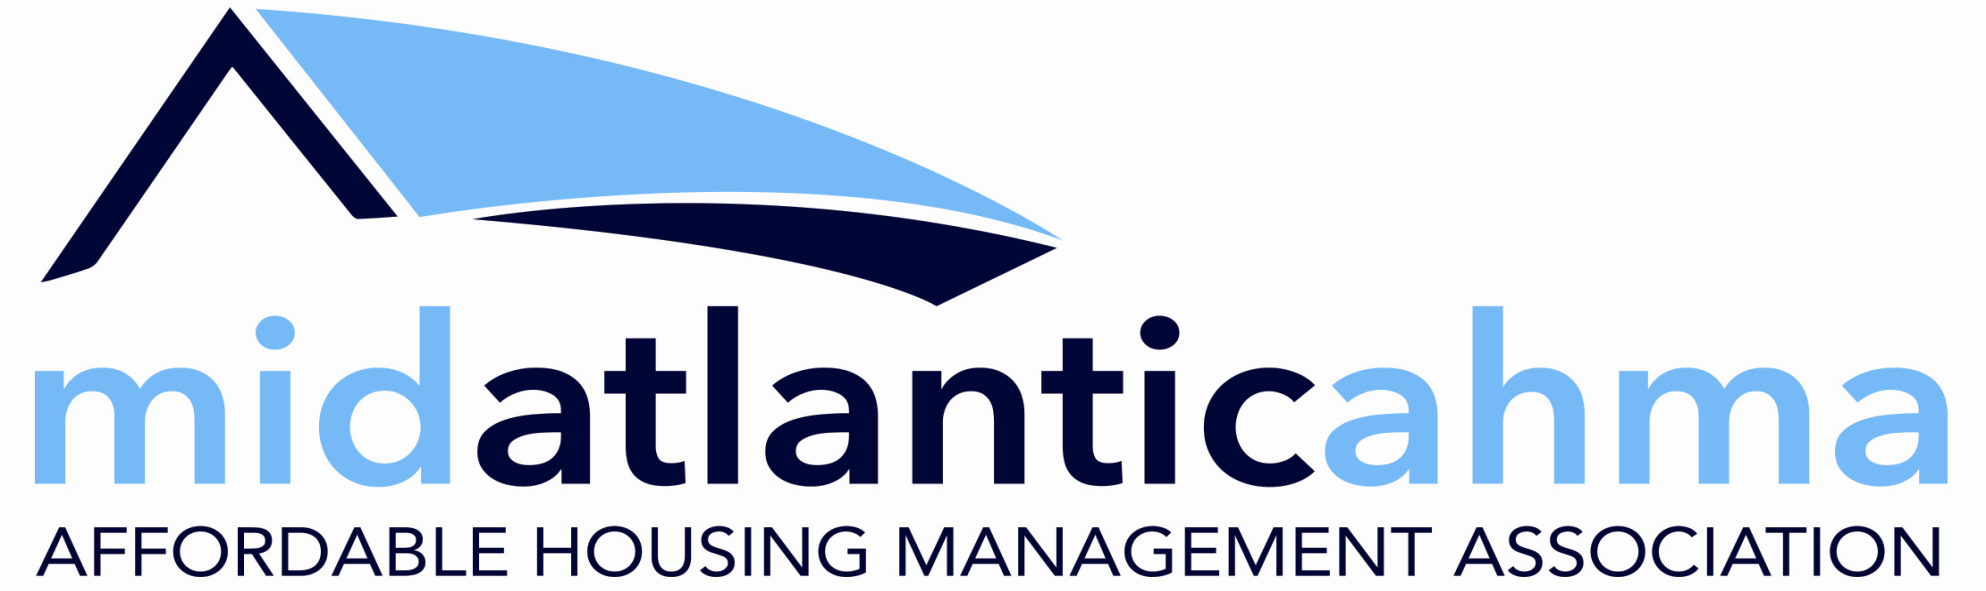 midatlanticahma
AFFORDABLE HOUSING MANAGEMENT ASSOCIATION